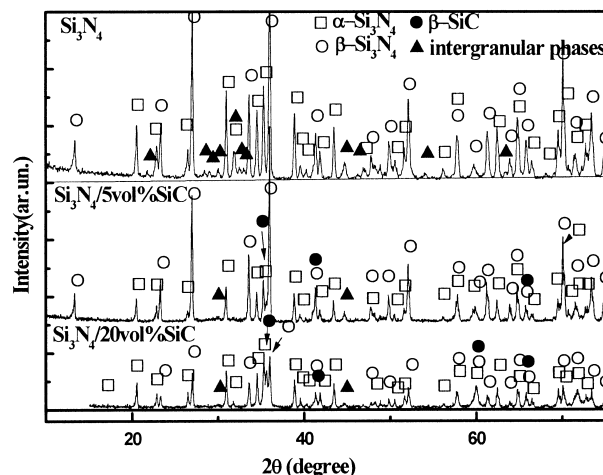 Si₃N₄
α–Si₃N₄
β–SiC
β–Si₃N₄
intergranular phases
Si₃N₄/5vol%SiC
Si₃N₄/20vol%SiC
Intensity(ar.un.)
20
40
60
2θ (degree)